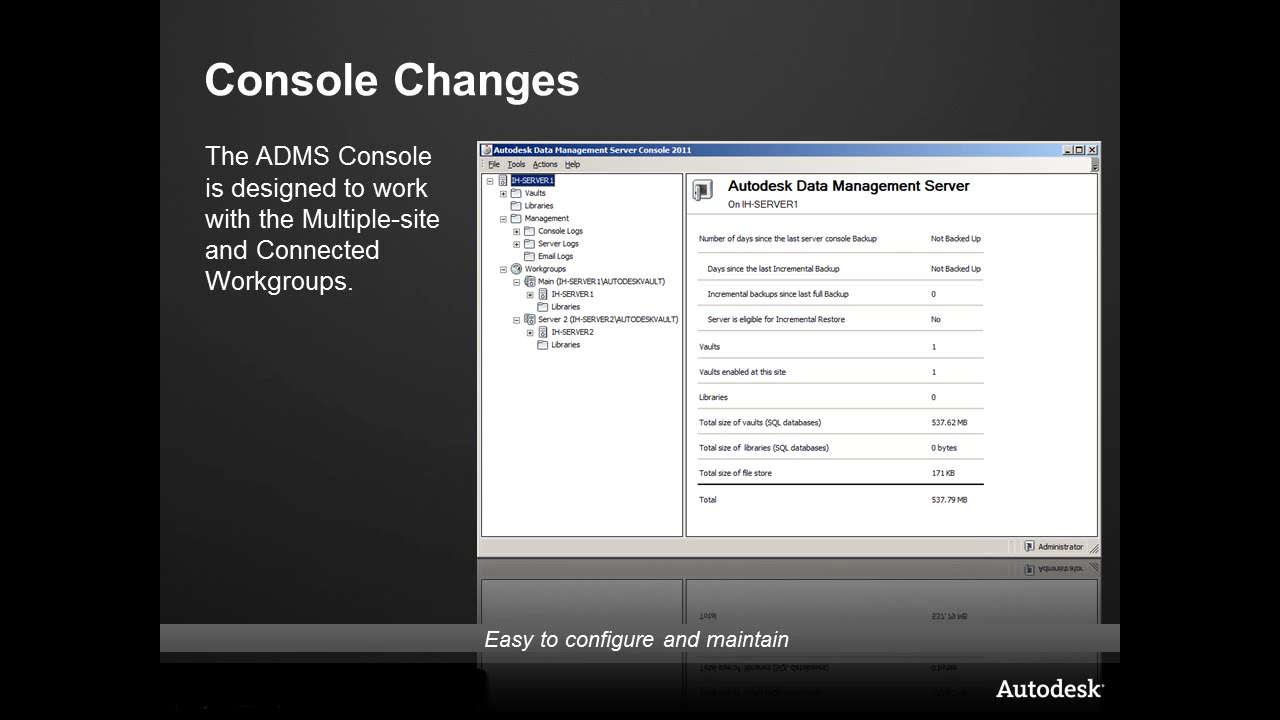 Console Changes
The ADMS Console
is designed to work
with the Multiple-site
and Connected
Workgroups.
Autodesk Data Management Server Console 2011
File Tools Actions Help
IH-SERVER1
Vaults
Libraries
Management
Console Logs
Server Logs
Email Logs
Workgroups
Main (IH-SERVER1\AUTODESKVAULT)
IH-SERVER1
Libraries
Server 2 (IH-SERVER2\AUTODESKVAULT)
IH-SERVER2
Libraries
Autodesk Data Management Server
On IH-SERVER1
Number of days since the last server console Backup Not Backed Up
Days since the last Incremental Backup Not Backed Up
Incremental backups since last full Backup 0
Server is eligible for Incremental Restore No
Vaults 1
Vaults enabled at this site 1
Libraries 0
Total size of vaults (SQL databases) 537.62 MB
Total size of libraries (SQL databases) 0 bytes
Total size of file store 171 KB
Total 537.79 MB
Administrator
Easy to configure and maintain
Autodesk